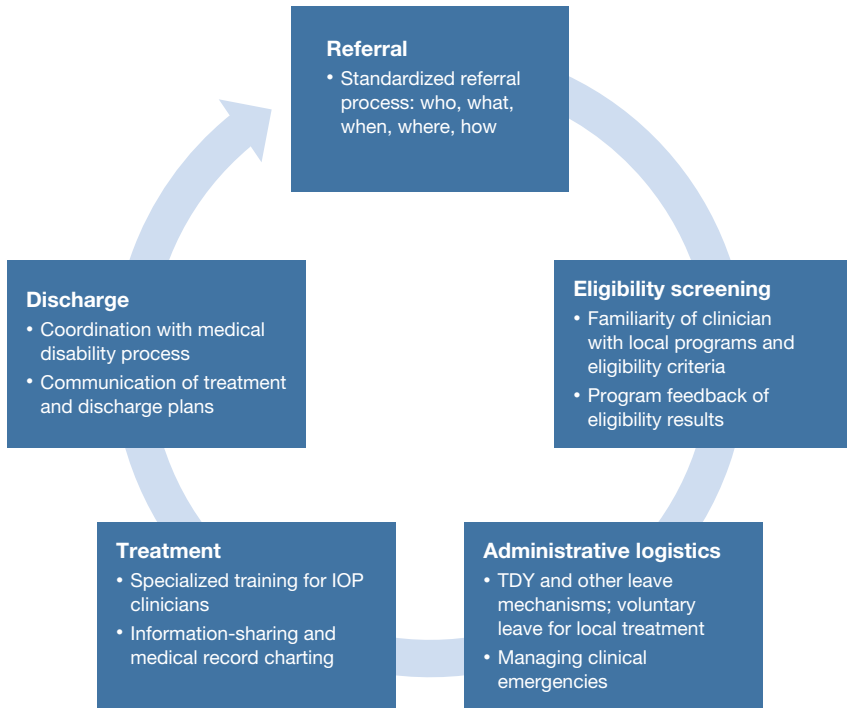 Referral
• Standardized referral
process: who, what,
when, where, how
Eligibility screening
• Familiarity of clinician
with local programs and
eligibility criteria
• Program feedback of
eligibility results
Administrative logistics
• TDY and other leave
mechanisms; voluntary
leave for local treatment
• Managing clinical
emergencies
Treatment
• Specialized training for IOP
clinicians
• Information-sharing and
medical record charting
Discharge
• Coordination with medical
disability process
• Communication of treatment
and discharge plans